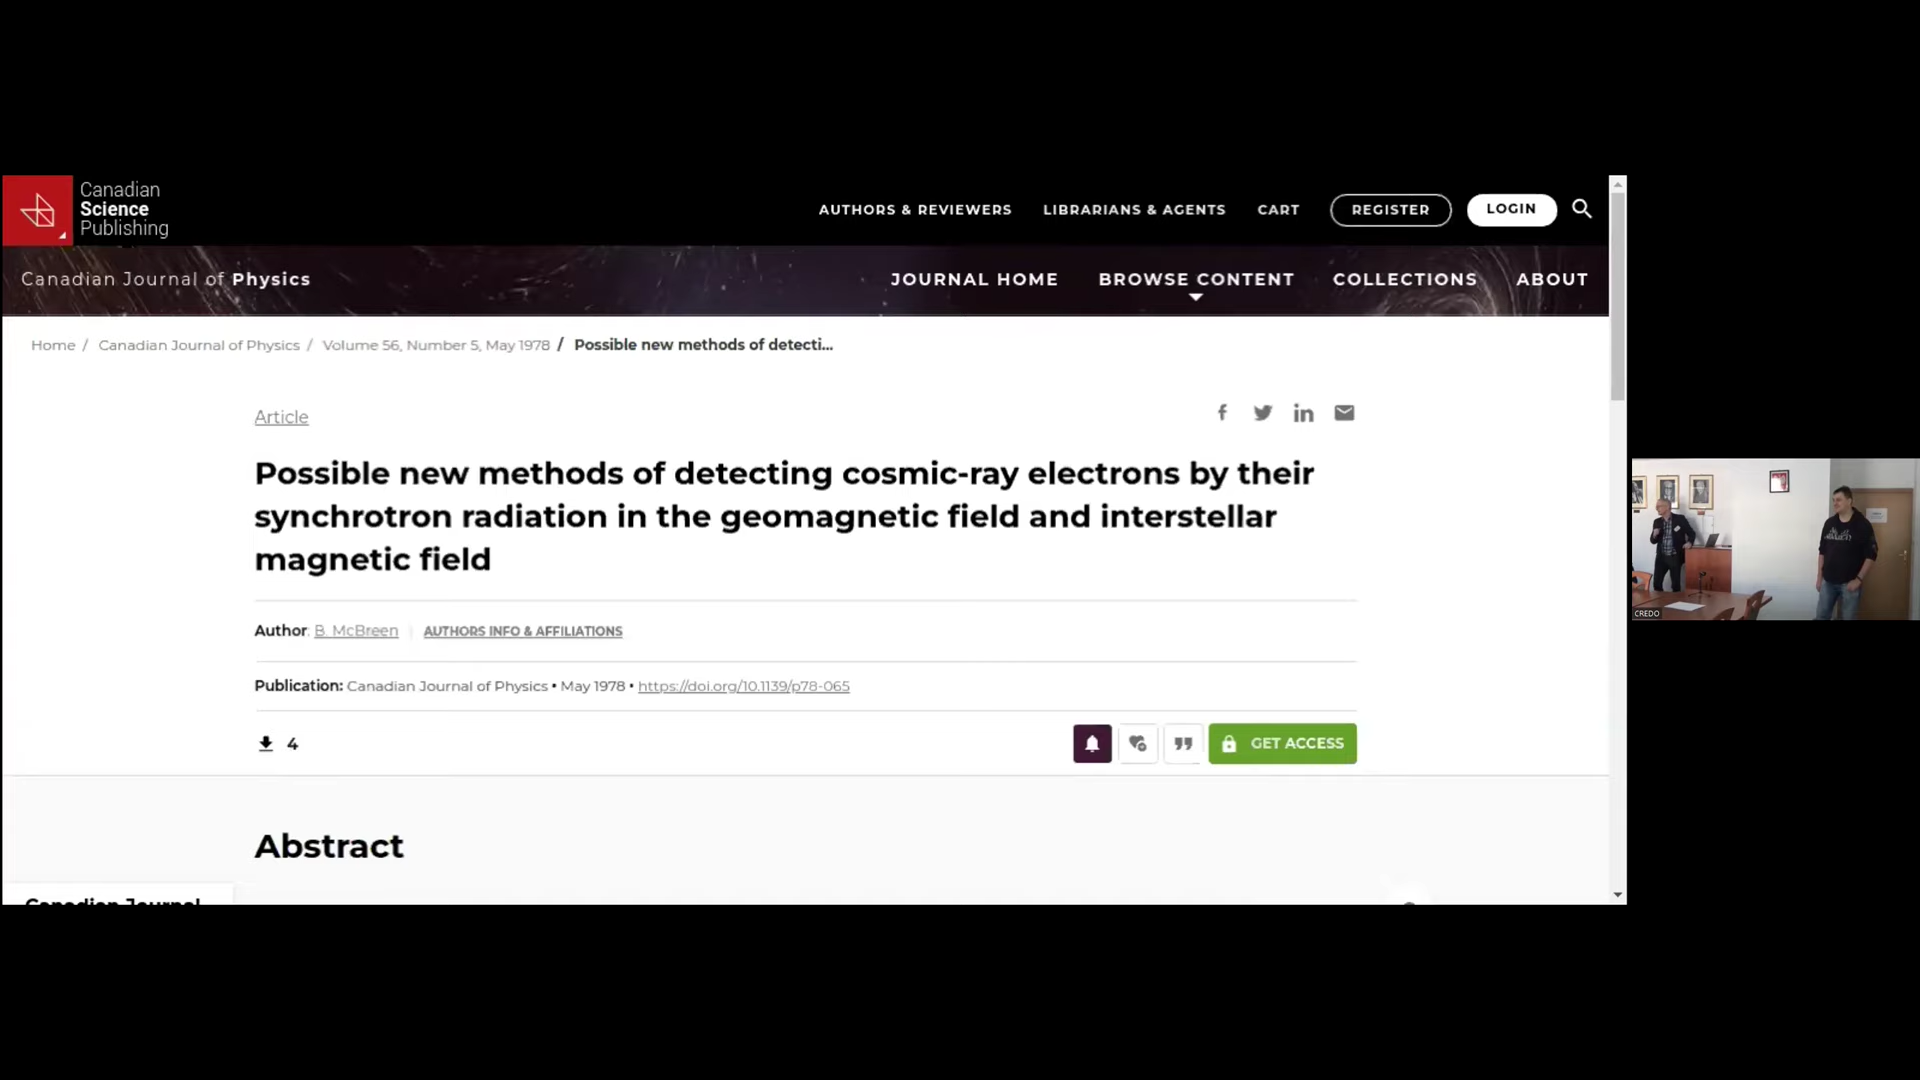 Canadian
Science
Publishing
AUTHORS & REVIEWERS LIBRARIANS & AGENTS CART REGISTER LOGIN
Canadian Journal of Physics JOURNAL HOME BROWSE CONTENT COLLECTIONS ABOUT
Home / Canadian Journal of Physics / Volume 56, Number 5, May 1978 / Possible new methods of detecti...
Article
Possible new methods of detecting cosmic-ray electrons by their
synchrotron radiation in the geomagnetic field and interstellar
magnetic field
Author: B. McBreen AUTHORS INFO & AFFILIATIONS
Publication: Canadian Journal of Physics • May 1978 • https://doi.org/10.1139/p78-065
4 GET ACCESS
Abstract
Canadian Journal
CREDO